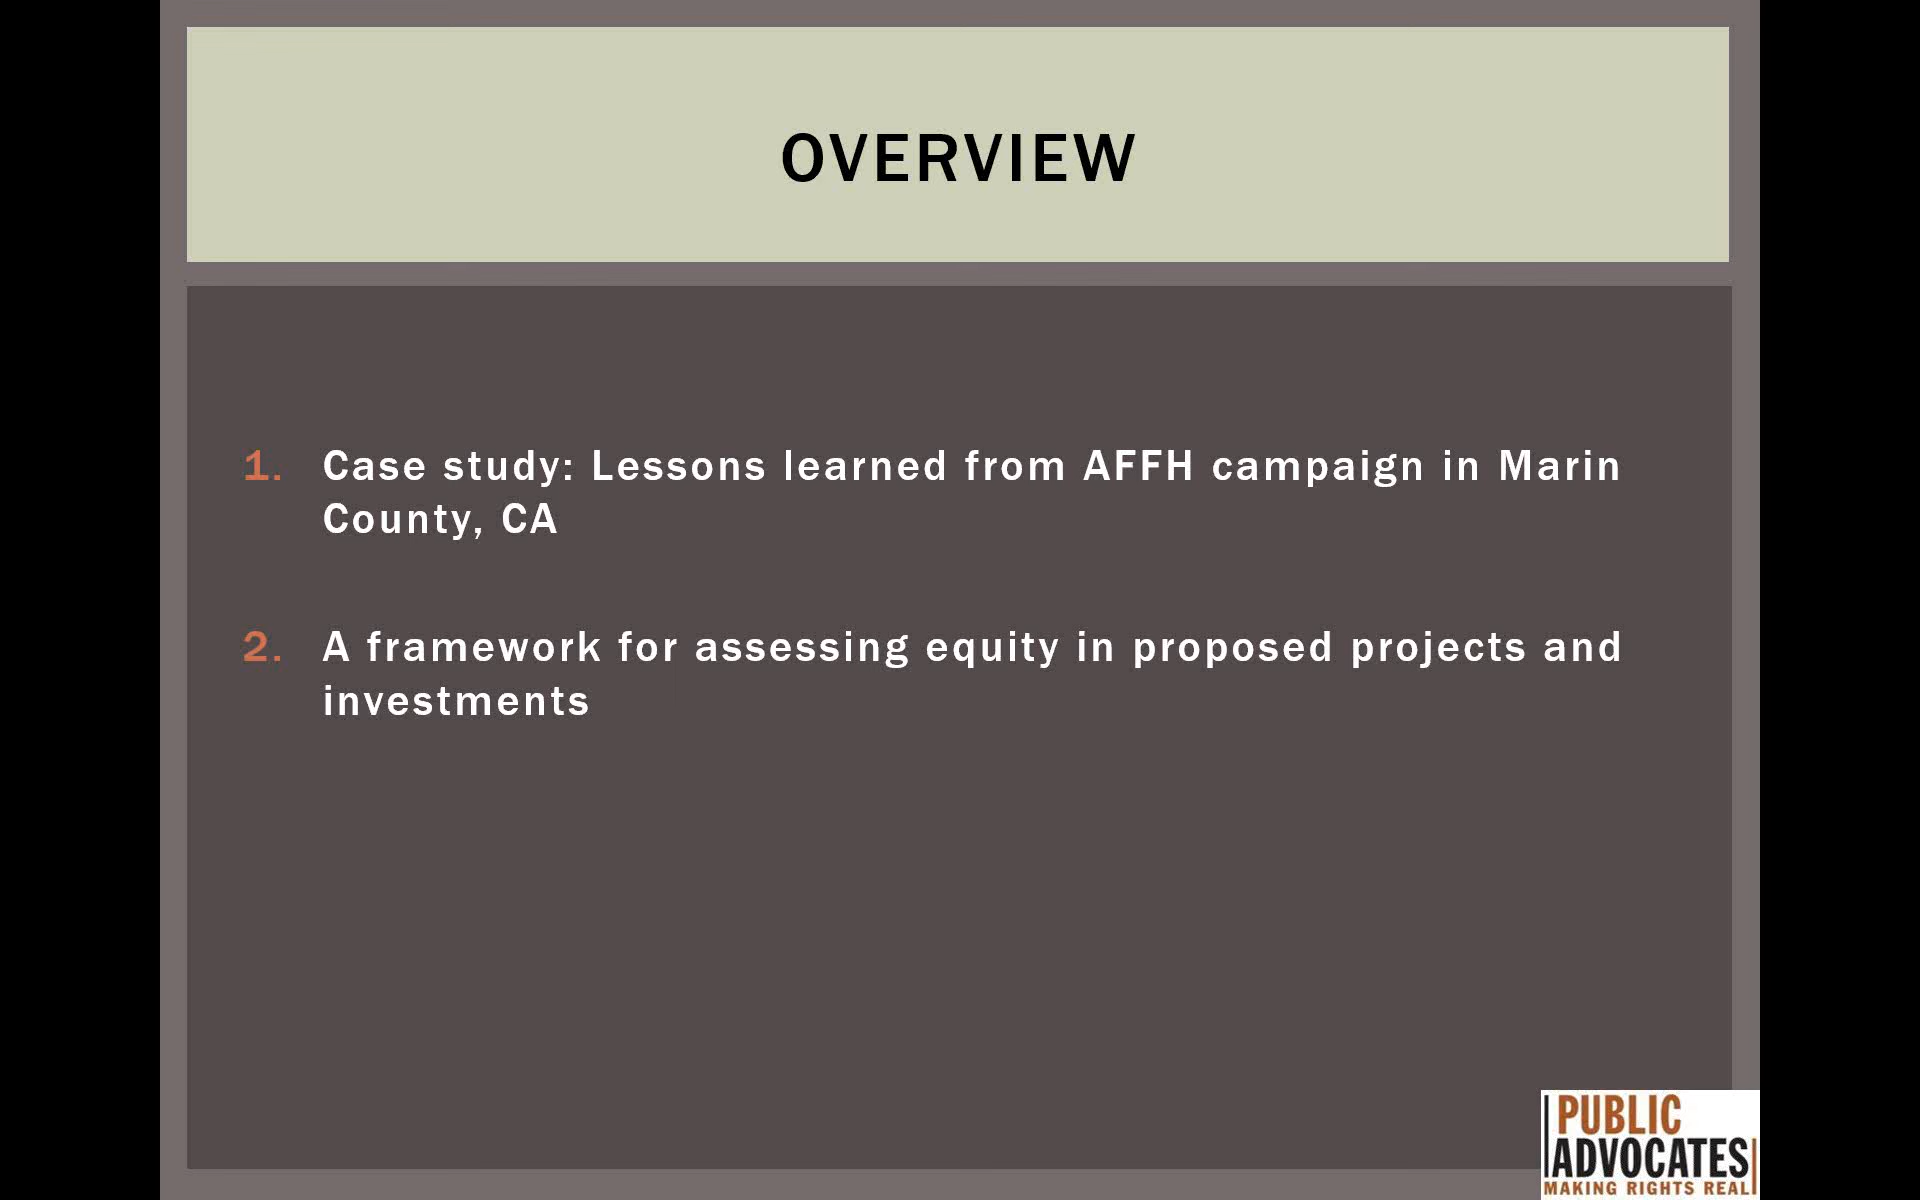 OVERVIEW
1. Case study: Lessons learned from AFFH campaign in Marin
County, CA
2. A framework for assessing equity in proposed projects and
investments
PUBLIC
ADVOCATES
MAKING RIGHTS REAL